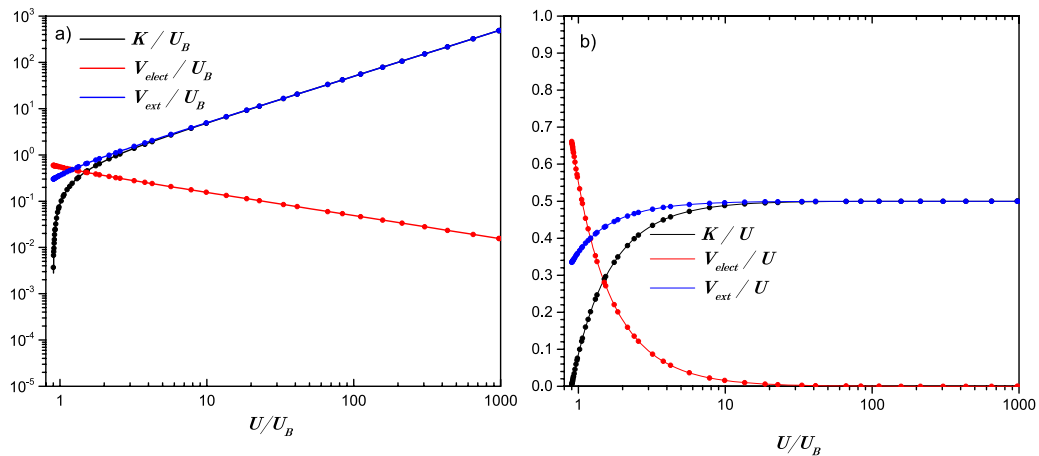 a)
K / U_B
V_elect / U_B
V_ext / U_B
10^3
10^2
10^1
10^0
10^-1
10^-2
10^-3
10^-4
10^-5
1 10 100 1000
U/U_B
b)
K / U
V_elect / U
V_ext / U
1.0
0.9
0.8
0.7
0.6
0.5
0.4
0.3
0.2
0.1
0.0
1 10 100 1000
U/U_B